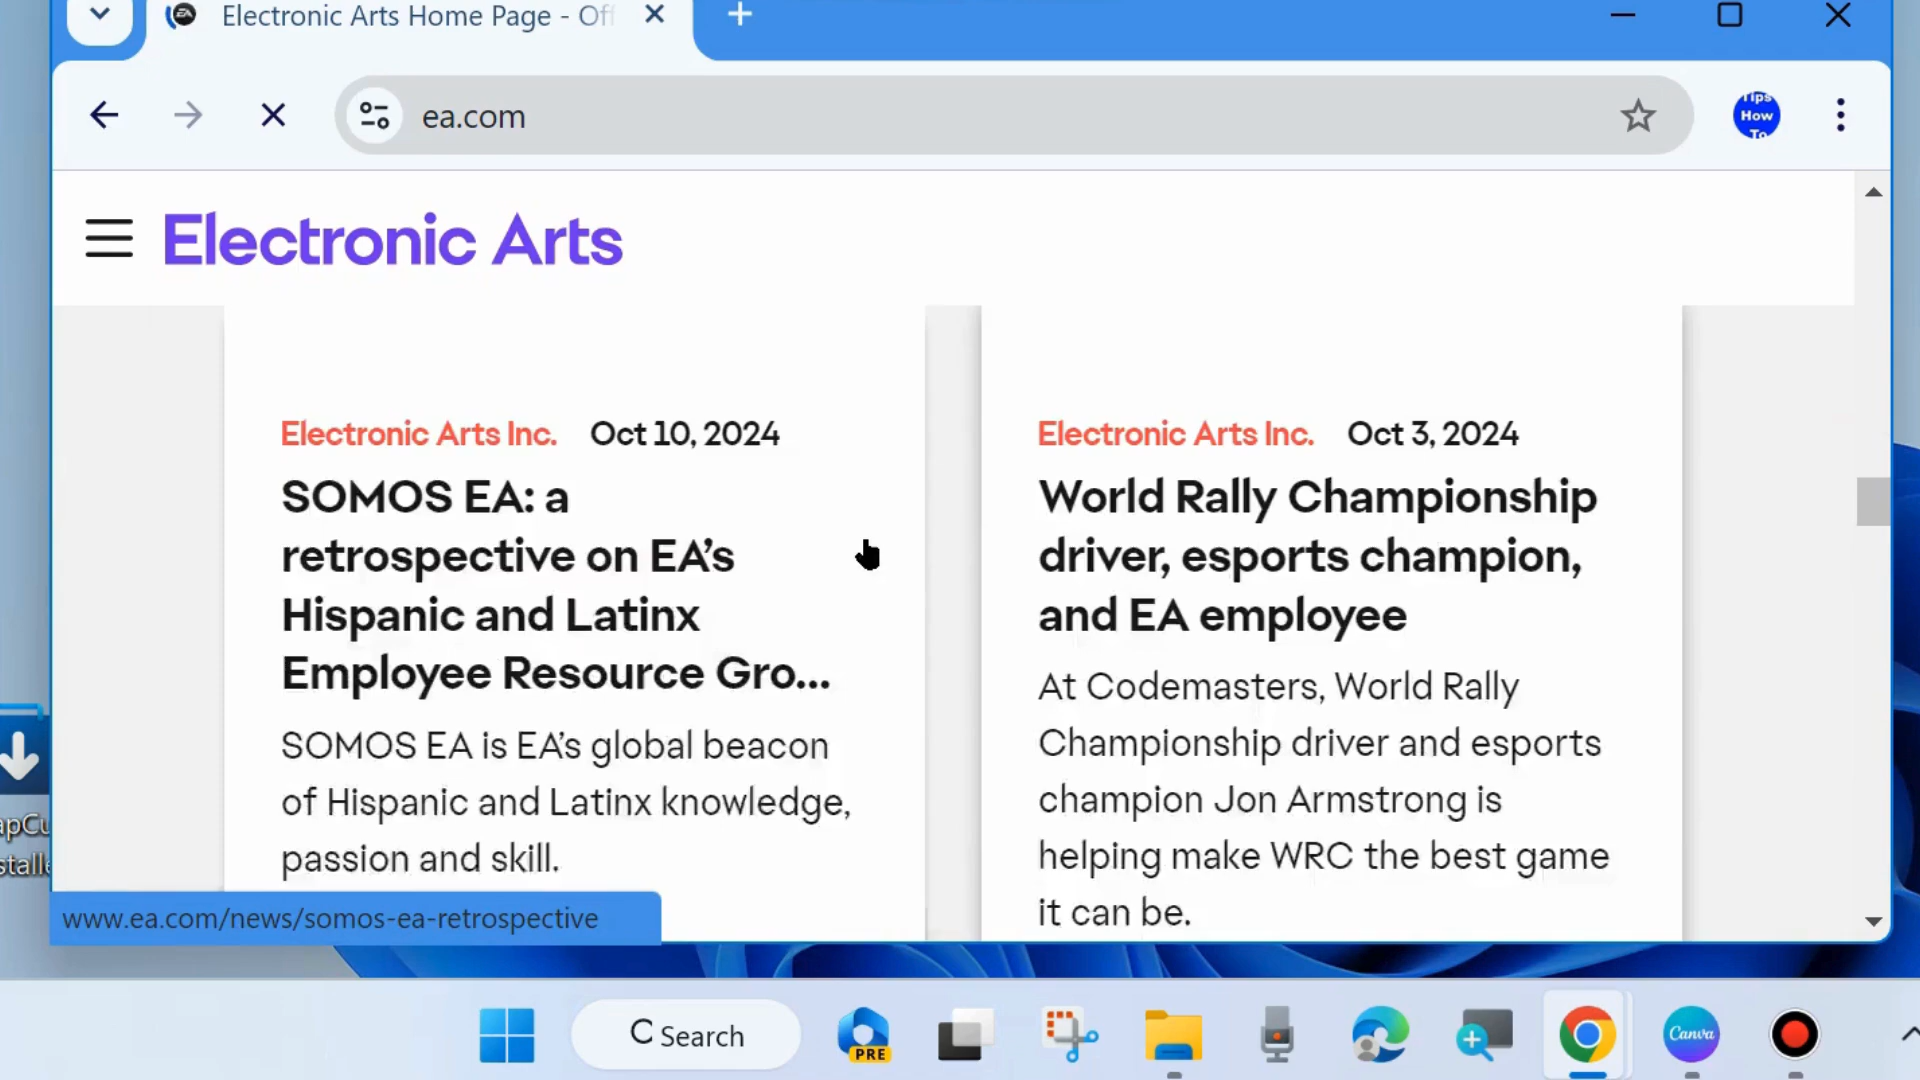 Electronic Arts Home Page - Off
ea.com
Tips
How
To
Electronic Arts
Electronic Arts Inc. Oct 10, 2024
SOMOS EA: a
retrospective on EA’s
Hispanic and Latinx
Employee Resource Gro...
SOMOS EA is EA’s global beacon
of Hispanic and Latinx knowledge,
passion and skill.
Electronic Arts Inc. Oct 3, 2024
World Rally Championship
driver, esports champion,
and EA employee
At Codemasters, World Rally
Championship driver and esports
champion Jon Armstrong is
helping make WRC the best game
it can be.
www.ea.com/news/somos-ea-retrospective
Search
PRE
Canva